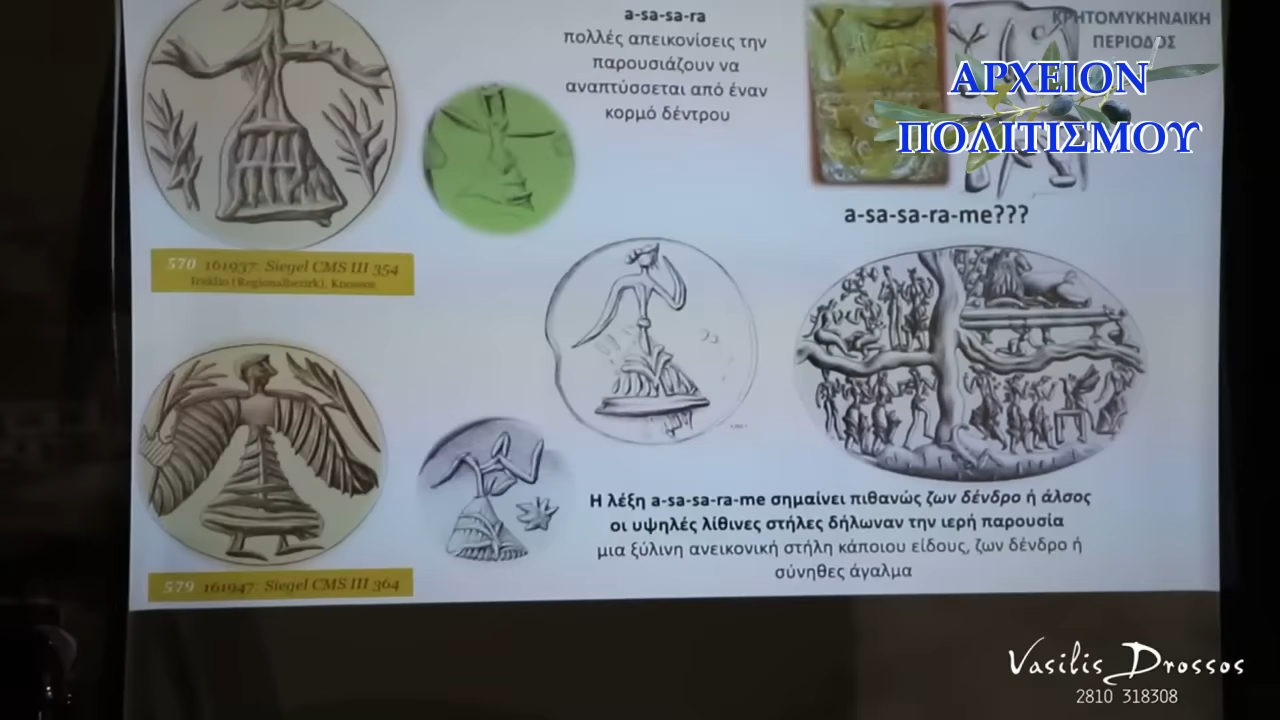 a-sa-sa-ra
πολλές απεικονίσεις την
παρουσιάζουν να
αναπτύσσεται από έναν
κορμό δέντρου
ΚΡΗΤΟΜΥΚΗΝΑΙΚΗ
ΠΕΡΙΟΔΟΣ
ΑΡΧΕΙΟΝ
ΠΟΛΙΤΙΣΜΟΥ
a-sa-sa-ra-me???
570 161937: Siegel CMS III 354
Iraklio (Regionalbezirk), Knossos
579 161947: Siegel CMS III 364
Η λέξη a-sa-sa-ra-me σημαίνει πιθανώς ζων δένδρο ή άλσος
οι υψηλές λίθινες στήλες δήλωναν την ιερή παρουσία
μια ξύλινη ανεικονική στήλη κάποιου είδους, ζων δένδρο ή
σύνηθες άγαλμα
Vasilis Drossos
2810 318308